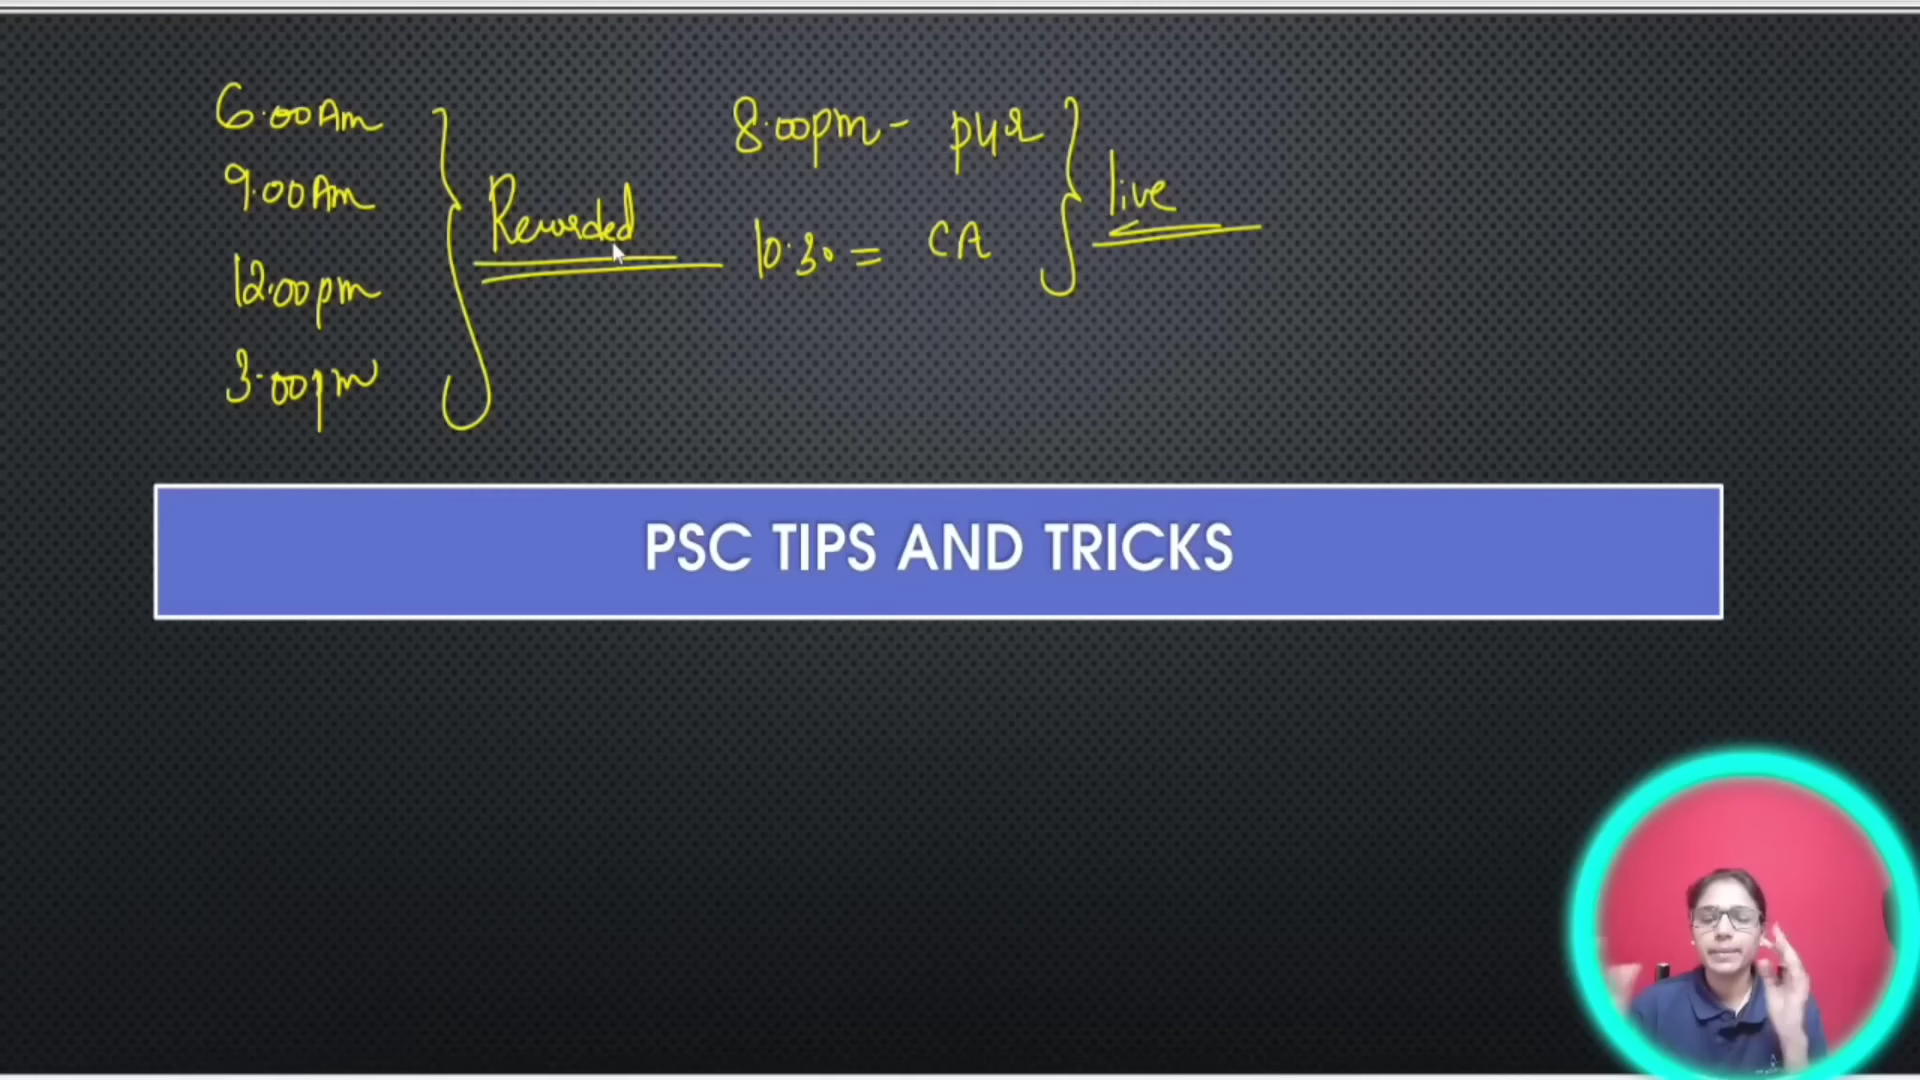 6.00Am
9.00Am
12.00pm
3.00pm
Recorded
8.00pm - pyq
10.30 = CA
live
PSC TIPS AND TRICKS